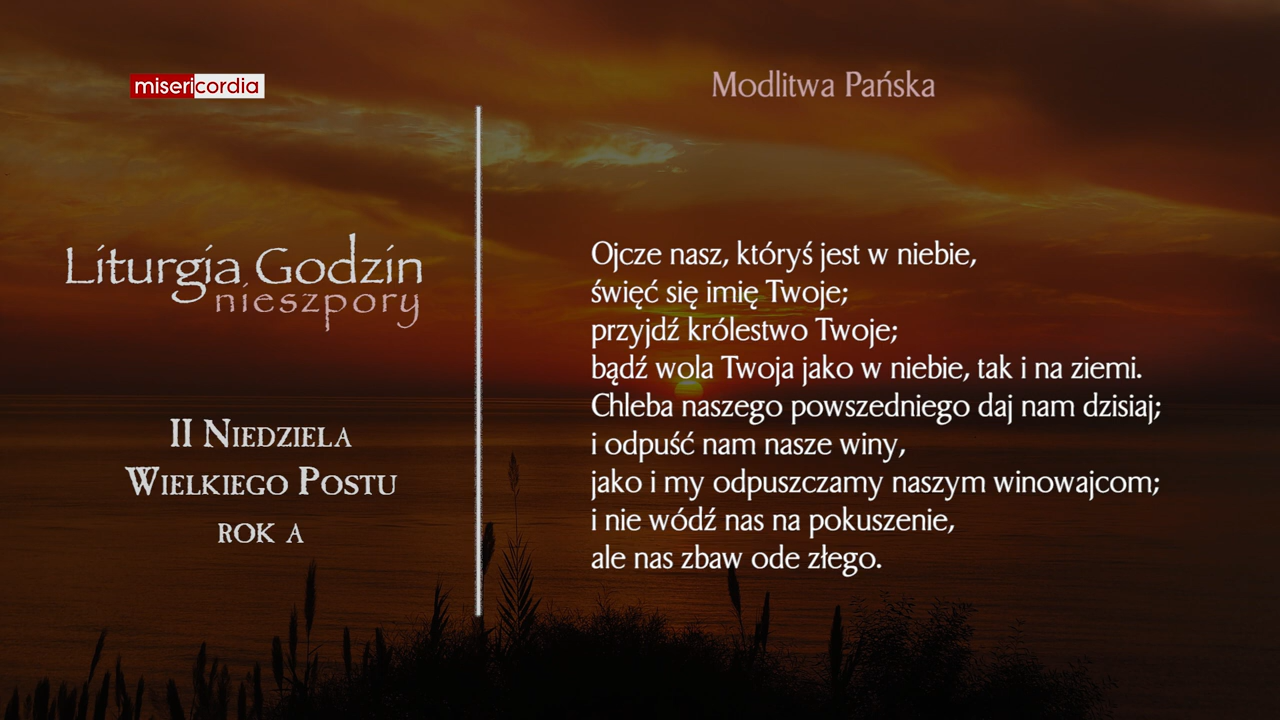 misericordia
Liturgia Godzin
nieszpory
II Niedziela
Wielkiego Postu
rok A
Modlitwa Pańska
Ojcze nasz, któryś jest w niebie,
święć się imię Twoje;
przyjdź królestwo Twoje;
bądź wola Twoja jako w niebie, tak i na ziemi.
Chleba naszego powszedniego daj nam dzisiaj;
i odpuść nam nasze winy,
jako i my odpuszczamy naszym winowajcom;
i nie wódź nas na pokuszenie,
ale nas zbaw ode złego.